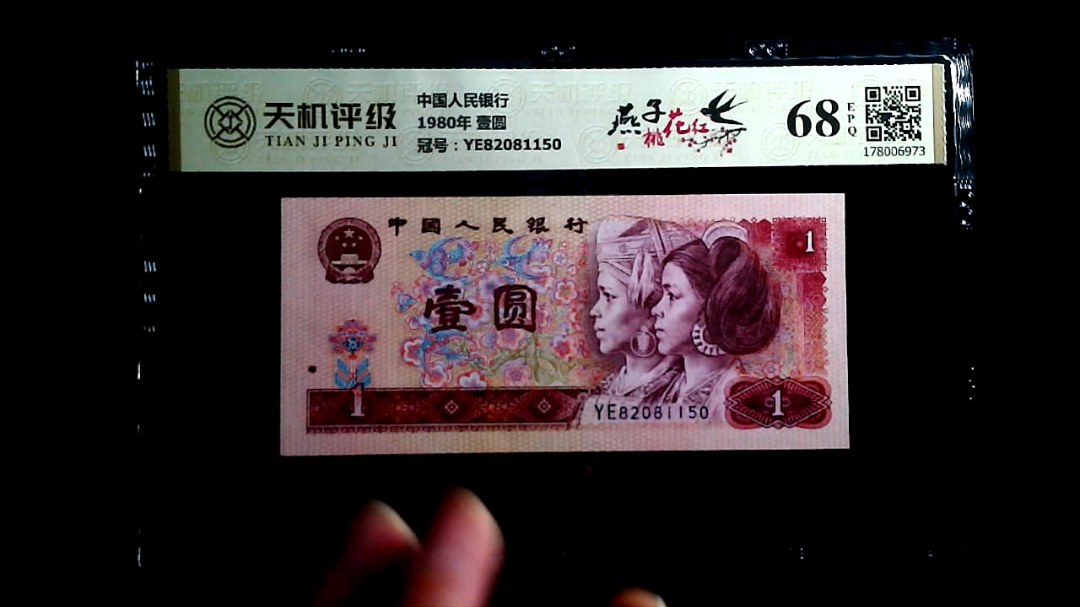 天机评级
TIAN JI PING JI
中国人民银行
1980年 壹圆
冠号：YE82081150
燕子
桃花红
68
EPQ
178006973
中国人民银行
1
壹圆
1
YE82081150
1